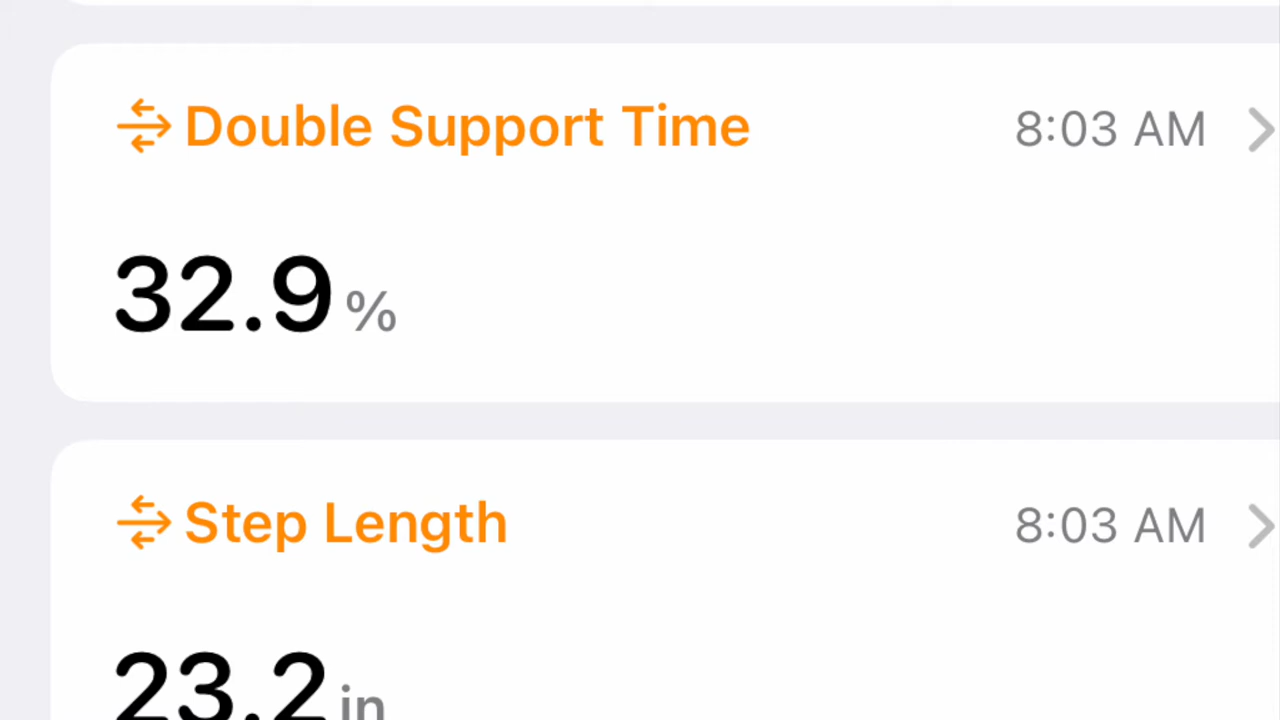 Double Support Time 8:03 AM
32.9 %
Step Length 8:03 AM
23.2 in